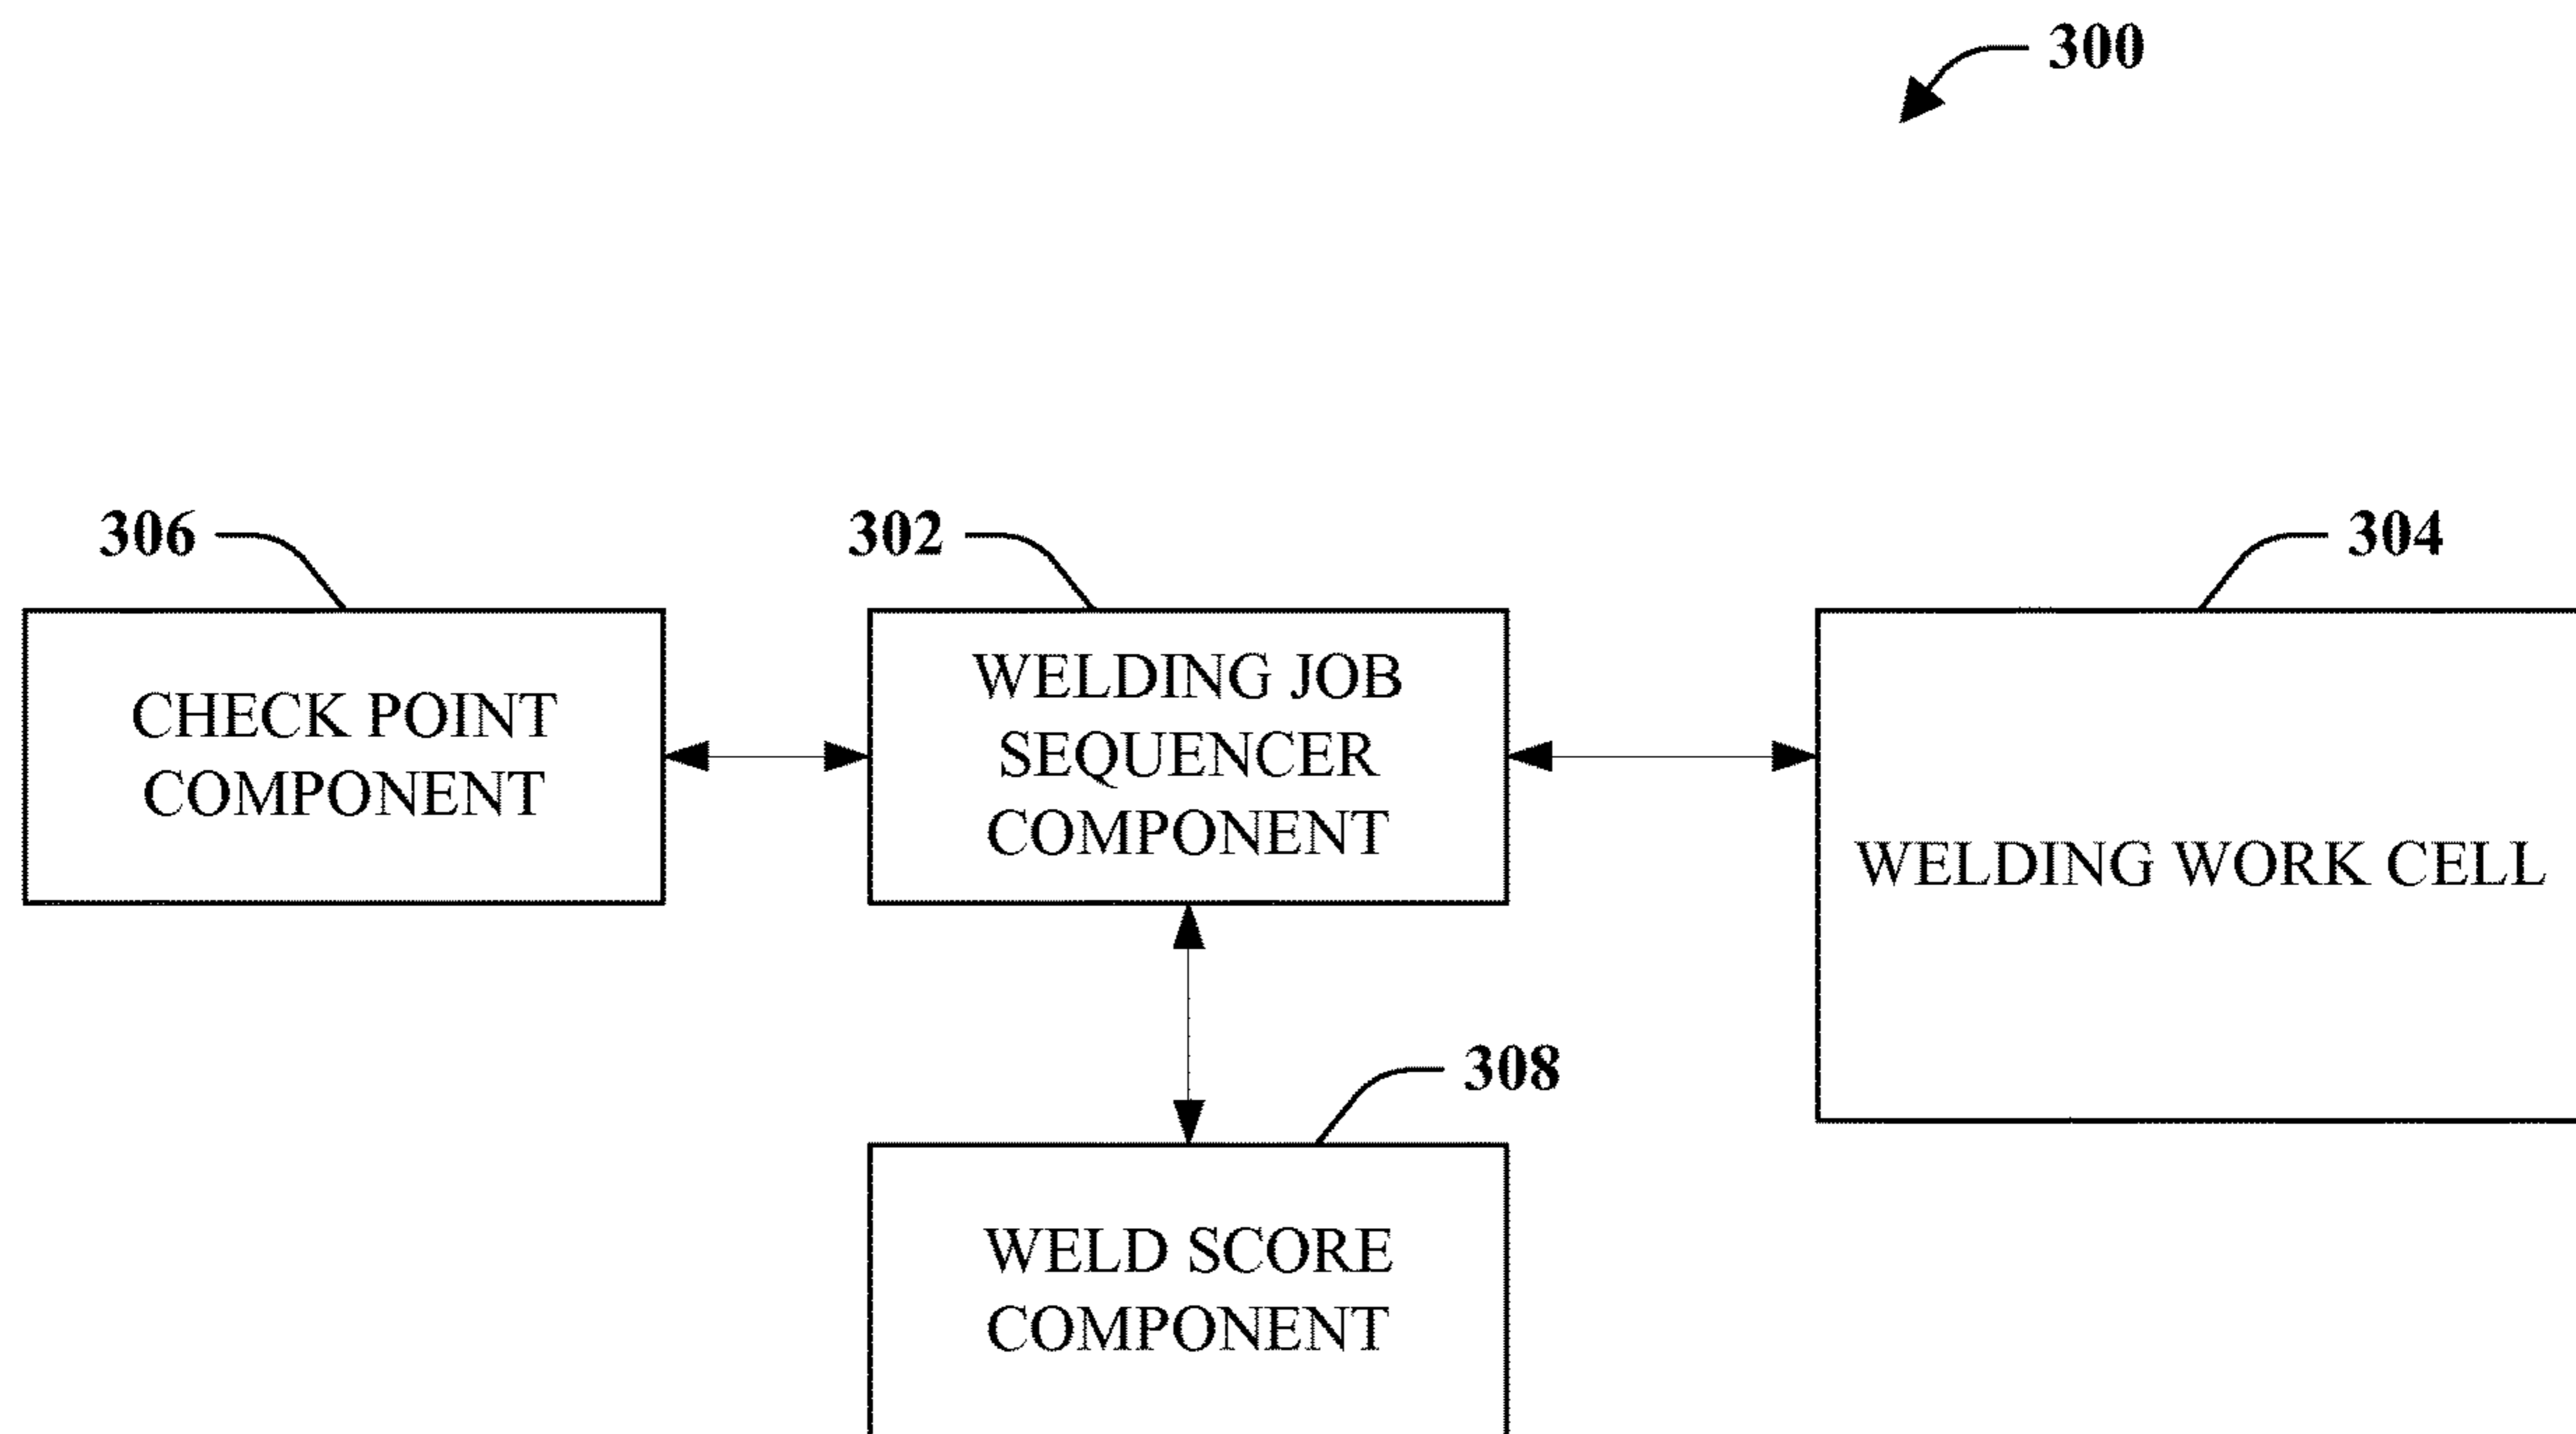 300
306
302
304
CHECK POINT
COMPONENT
WELDING JOB
SEQUENCER
COMPONENT
WELDING WORK CELL
308
WELD SCORE
COMPONENT